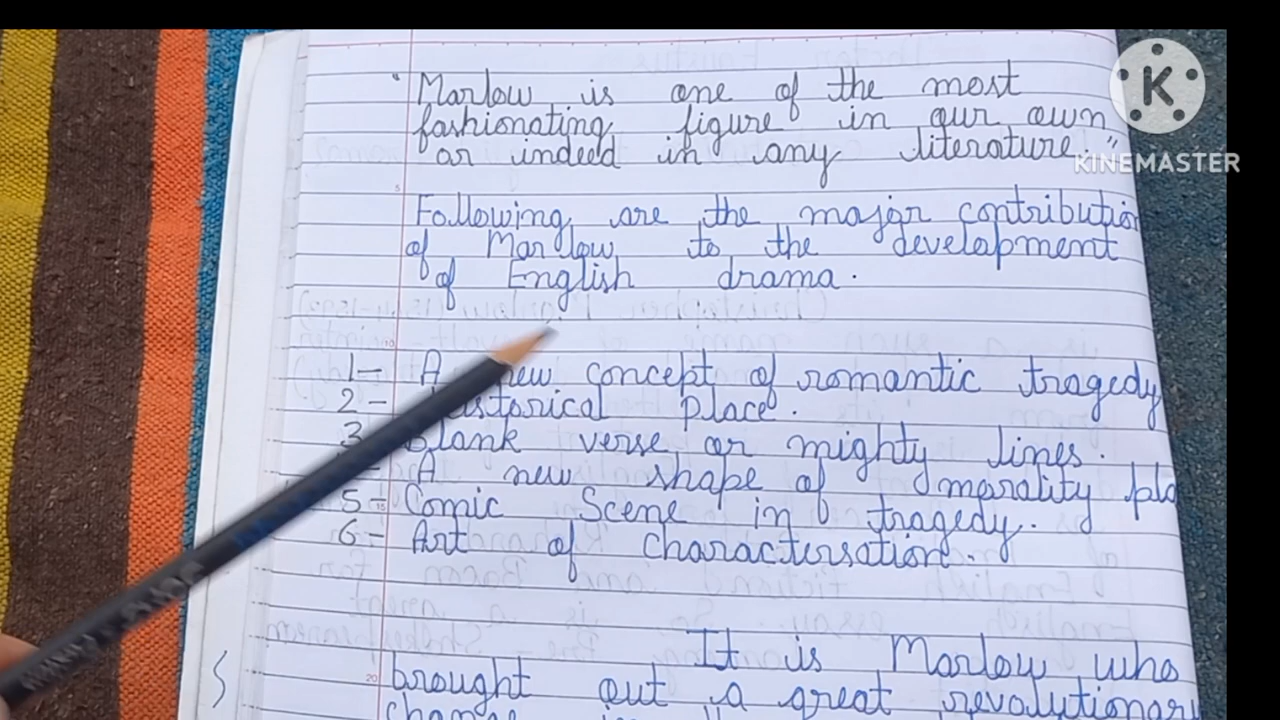 "Marlow is one of the most
fashionating figure in our own
or indeed in any literature."
Following are the major contribution
of Marlow to the development
of English drama.
1- A new concept of romantic tragedy
2- Historical place.
3 Blank verse or mighty lines.
A new shape of morality pla
5- Comic Scene in tragedy.
6- Art of charactersation.
It is Marlow who
brought out a great revolutionary
K
KINEMASTER